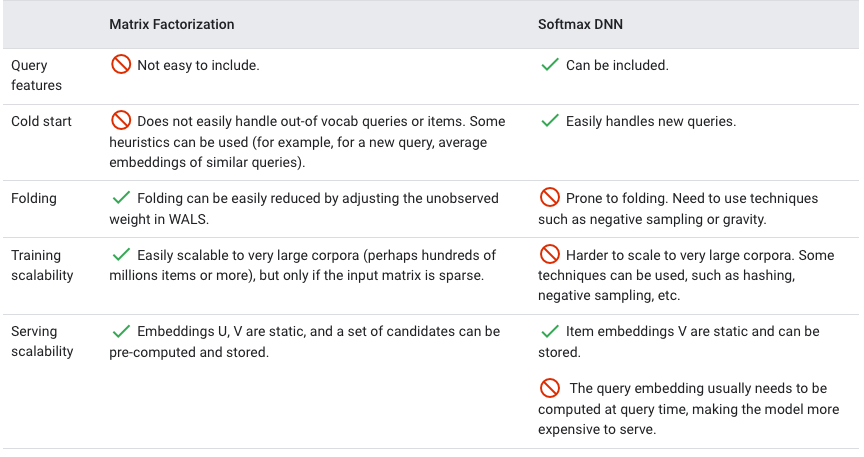 Matrix Factorization
Softmax DNN
Query
features
Not easy to include.
Can be included.
Cold start
Does not easily handle out-of vocab queries or items. Some
heuristics can be used (for example, for a new query, average
embeddings of similar queries).
Easily handles new queries.
Folding
Folding can be easily reduced by adjusting the unobserved
weight in WALS.
Prone to folding. Need to use techniques
such as negative sampling or gravity.
Training
scalability
Easily scalable to very large corpora (perhaps hundreds of
millions items or more), but only if the input matrix is sparse.
Harder to scale to very large corpora. Some
techniques can be used, such as hashing,
negative sampling, etc.
Serving
scalability
Embeddings U, V are static, and a set of candidates can be
pre-computed and stored.
Item embeddings V are static and can be
stored.
The query embedding usually needs to be
computed at query time, making the model more
expensive to serve.